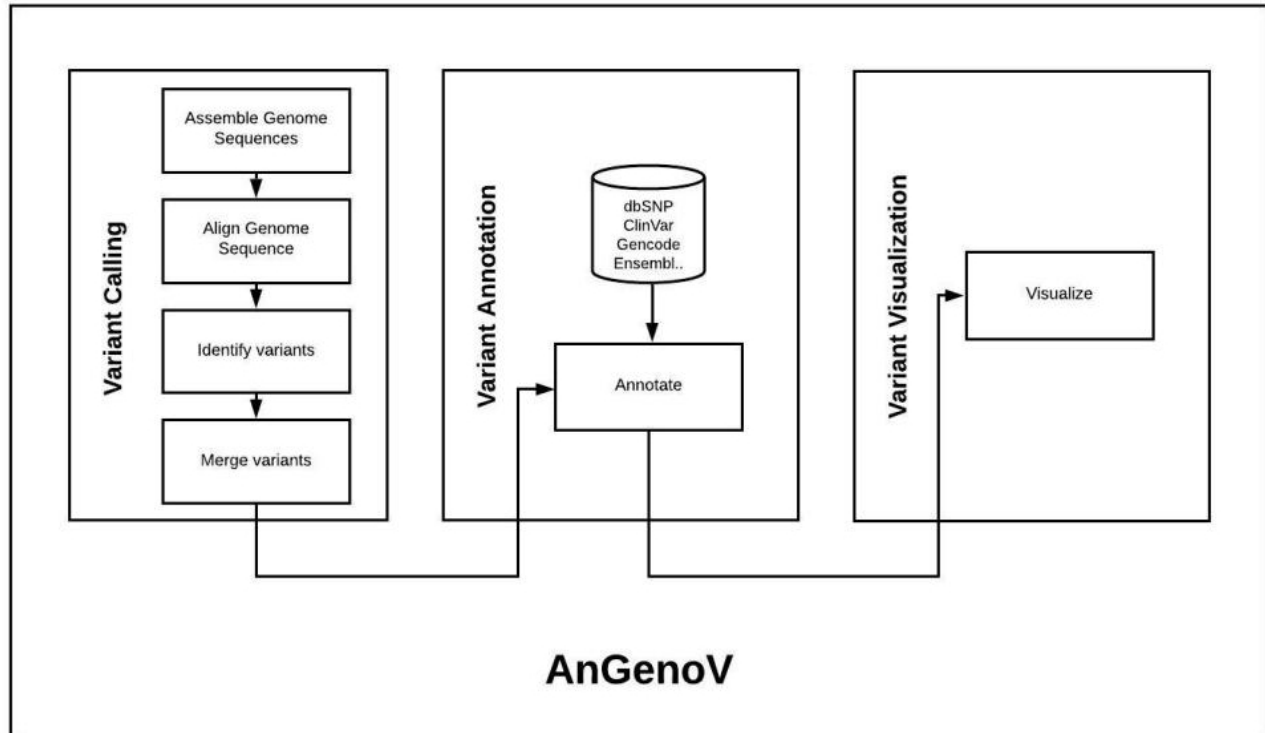 Variant Calling
Assemble Genome
Sequences
Align Genome
Sequence
Identify variants
Merge variants
Variant Annotation
dbSNP
ClinVar
Gencode
Ensembl..
Annotate
Variant Visualization
Visualize
AnGenoV